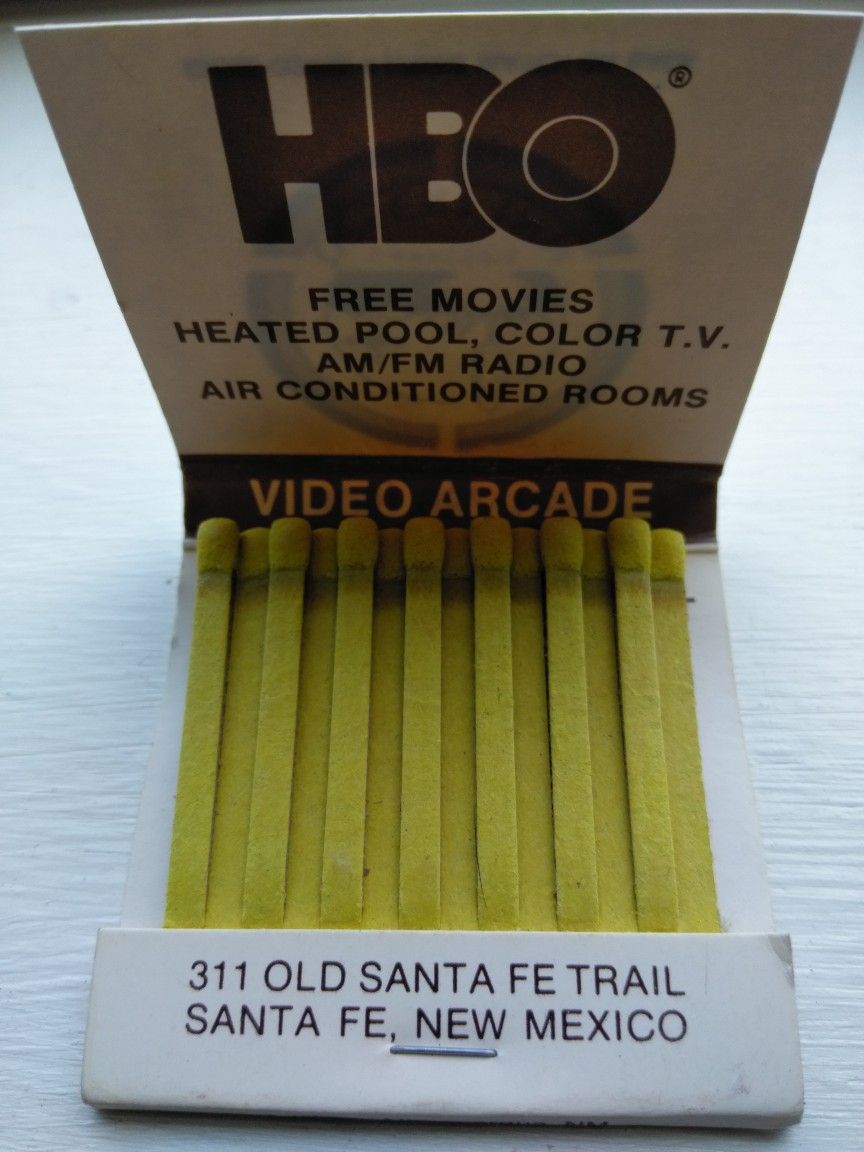 HBO®
FREE MOVIES
HEATED POOL, COLOR T.V.
AM/FM RADIO
AIR CONDITIONED ROOMS
VIDEO ARCADE
311 OLD SANTA FE TRAIL
SANTA FE, NEW MEXICO